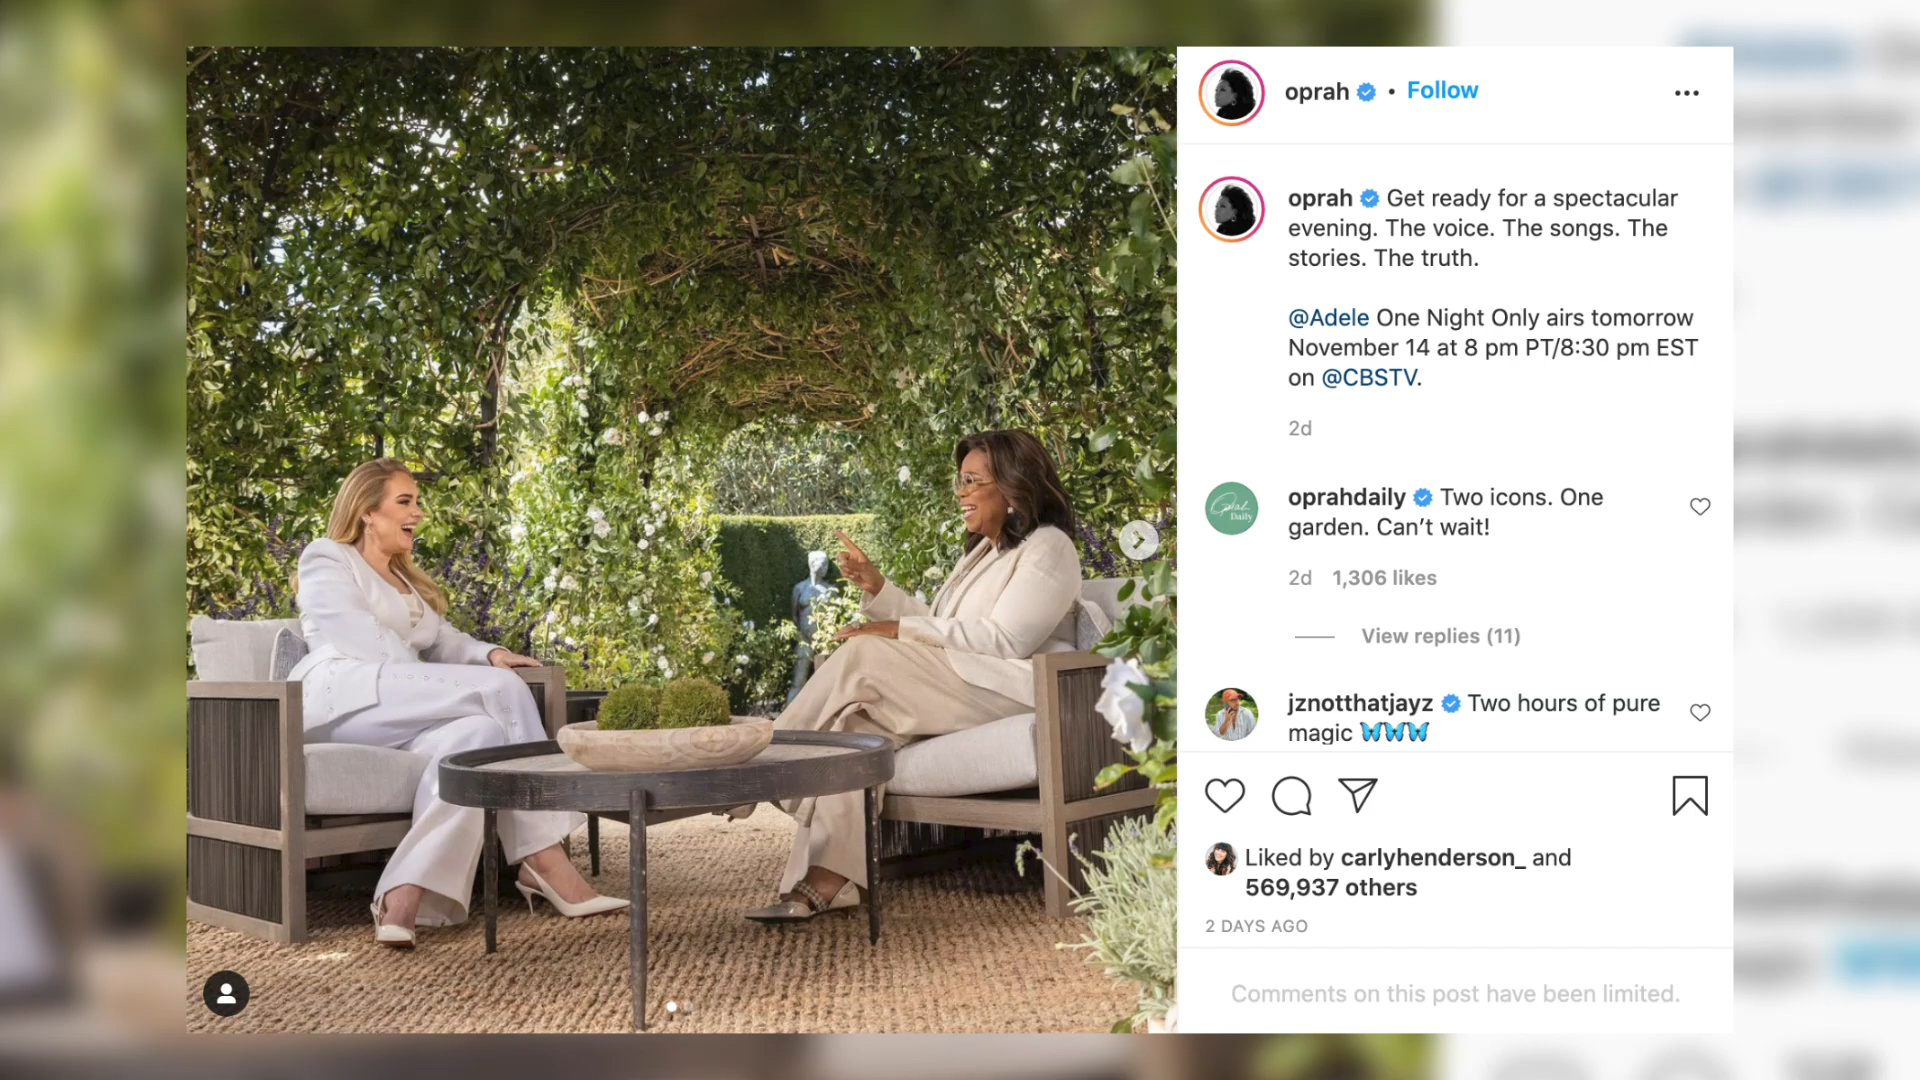 oprah • Follow
oprah Get ready for a spectacular
evening. The voice. The songs. The
stories. The truth.
@Adele One Night Only airs tomorrow
November 14 at 8 pm PT/8:30 pm EST
on @CBSTV.
2d
Oprah
Daily
oprahdaily Two icons. One
garden. Can’t wait!
2d 1,306 likes
View replies (11)
jznotthatjayz Two hours of pure
magic 🦋🦋🦋
Liked by carlyhenderson_ and
569,937 others
2 DAYS AGO
Comments on this post have been limited.